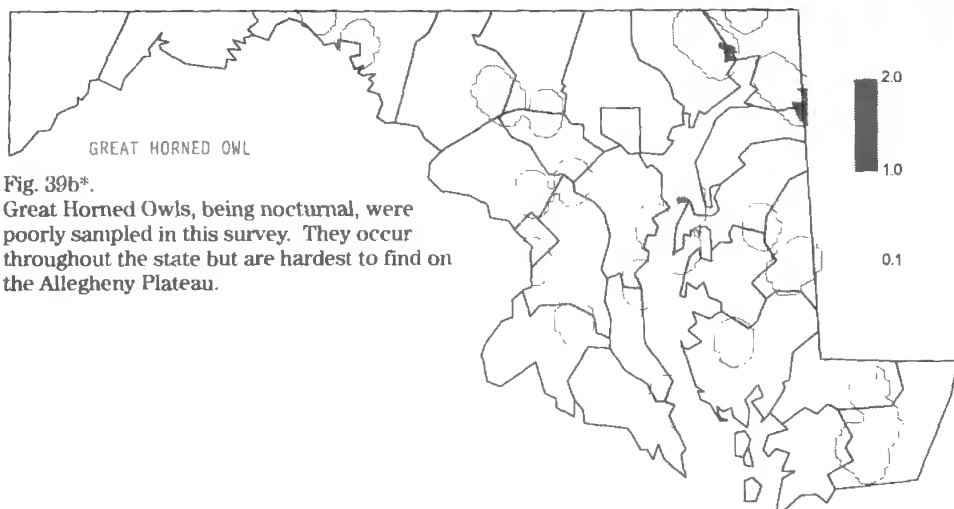 2.0
1.0
0.1
GREAT HORNED OWL
Fig. 39b*.
Great Horned Owls, being nocturnal, were
poorly sampled in this survey. They occur
throughout the state but are hardest to find on
the Allegheny Plateau.